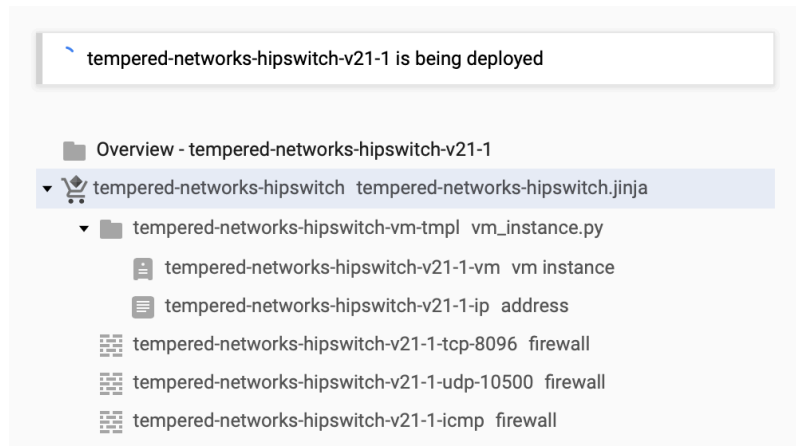 tempered-networks-hipswitch-v21-1 is being deployed
Overview - tempered-networks-hipswitch-v21-1
tempered-networks-hipswitch tempered-networks-hipswitch.jinja
tempered-networks-hipswitch-vm-tmpl vm_instance.py
tempered-networks-hipswitch-v21-1-vm vm instance
tempered-networks-hipswitch-v21-1-ip address
tempered-networks-hipswitch-v21-1-tcp-8096 firewall
tempered-networks-hipswitch-v21-1-udp-10500 firewall
tempered-networks-hipswitch-v21-1-icmp firewall